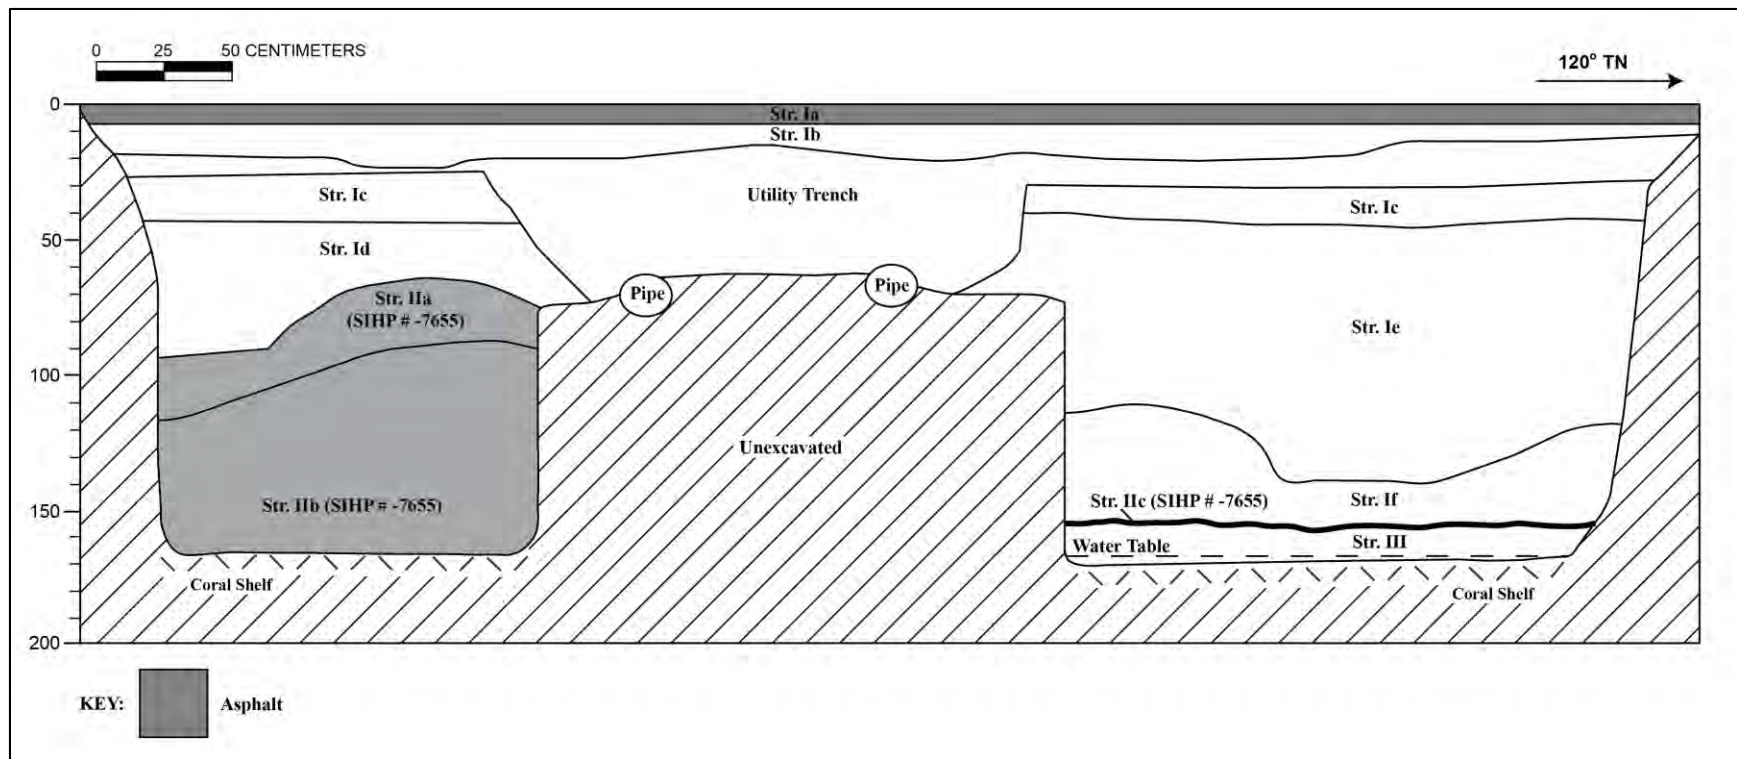 0 25 50 CENTIMETERS
120° TN
0
Str. Ia
Str. Ib
Str. Ic
Utility Trench
Str. Ic
50
Str. Id
Pipe
Pipe
Str. IIa
(SIHP # -7655)
Str. Ie
100
Unexcavated
Str. IIb (SIHP # -7655)
Str. IIc (SIHP # -7655)
Str. If
150
Water Table
Str. III
Coral Shelf
Coral Shelf
200
KEY:
Asphalt